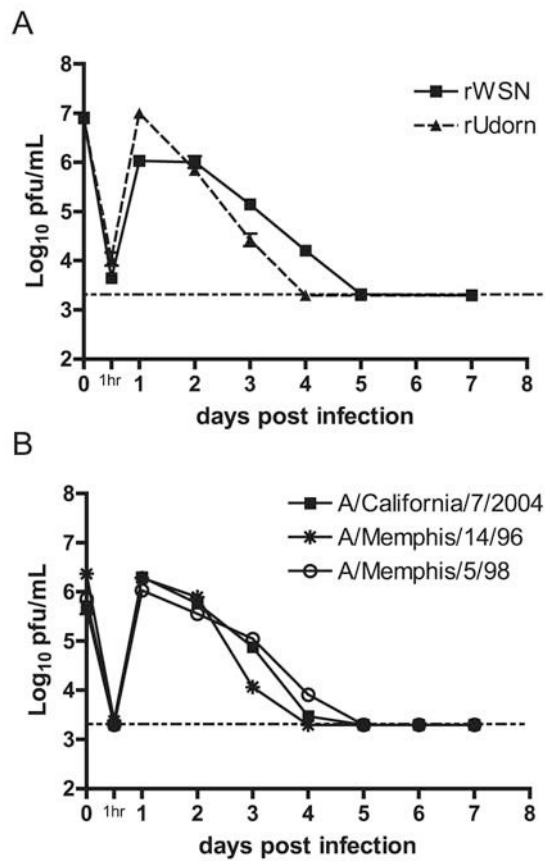 A
8
7
6
5
4
3
2
Log10 pfu/mL
rWSN
rUdorn
0 1hr 1 2 3 4 5 6 7 8
days post infection
B
8
7
6
5
4
3
2
Log10 pfu/mL
A/California/7/2004
A/Memphis/14/96
A/Memphis/5/98
0 1hr 1 2 3 4 5 6 7 8
days post infection